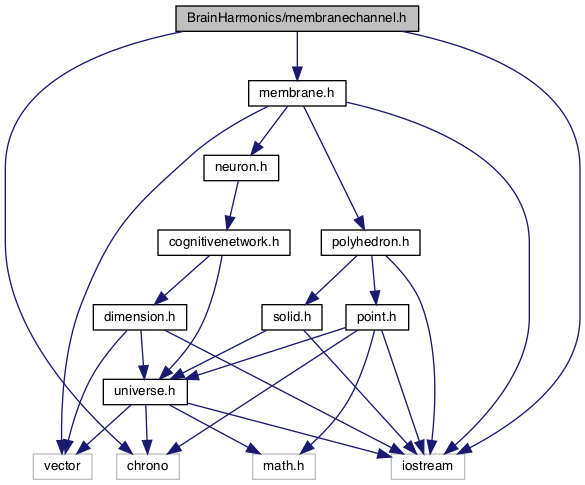 BrainHarmonics/membranechannel.h
membrane.h
neuron.h
cognitivenetwork.h
polyhedron.h
dimension.h
solid.h
point.h
universe.h
vector
chrono
math.h
iostream